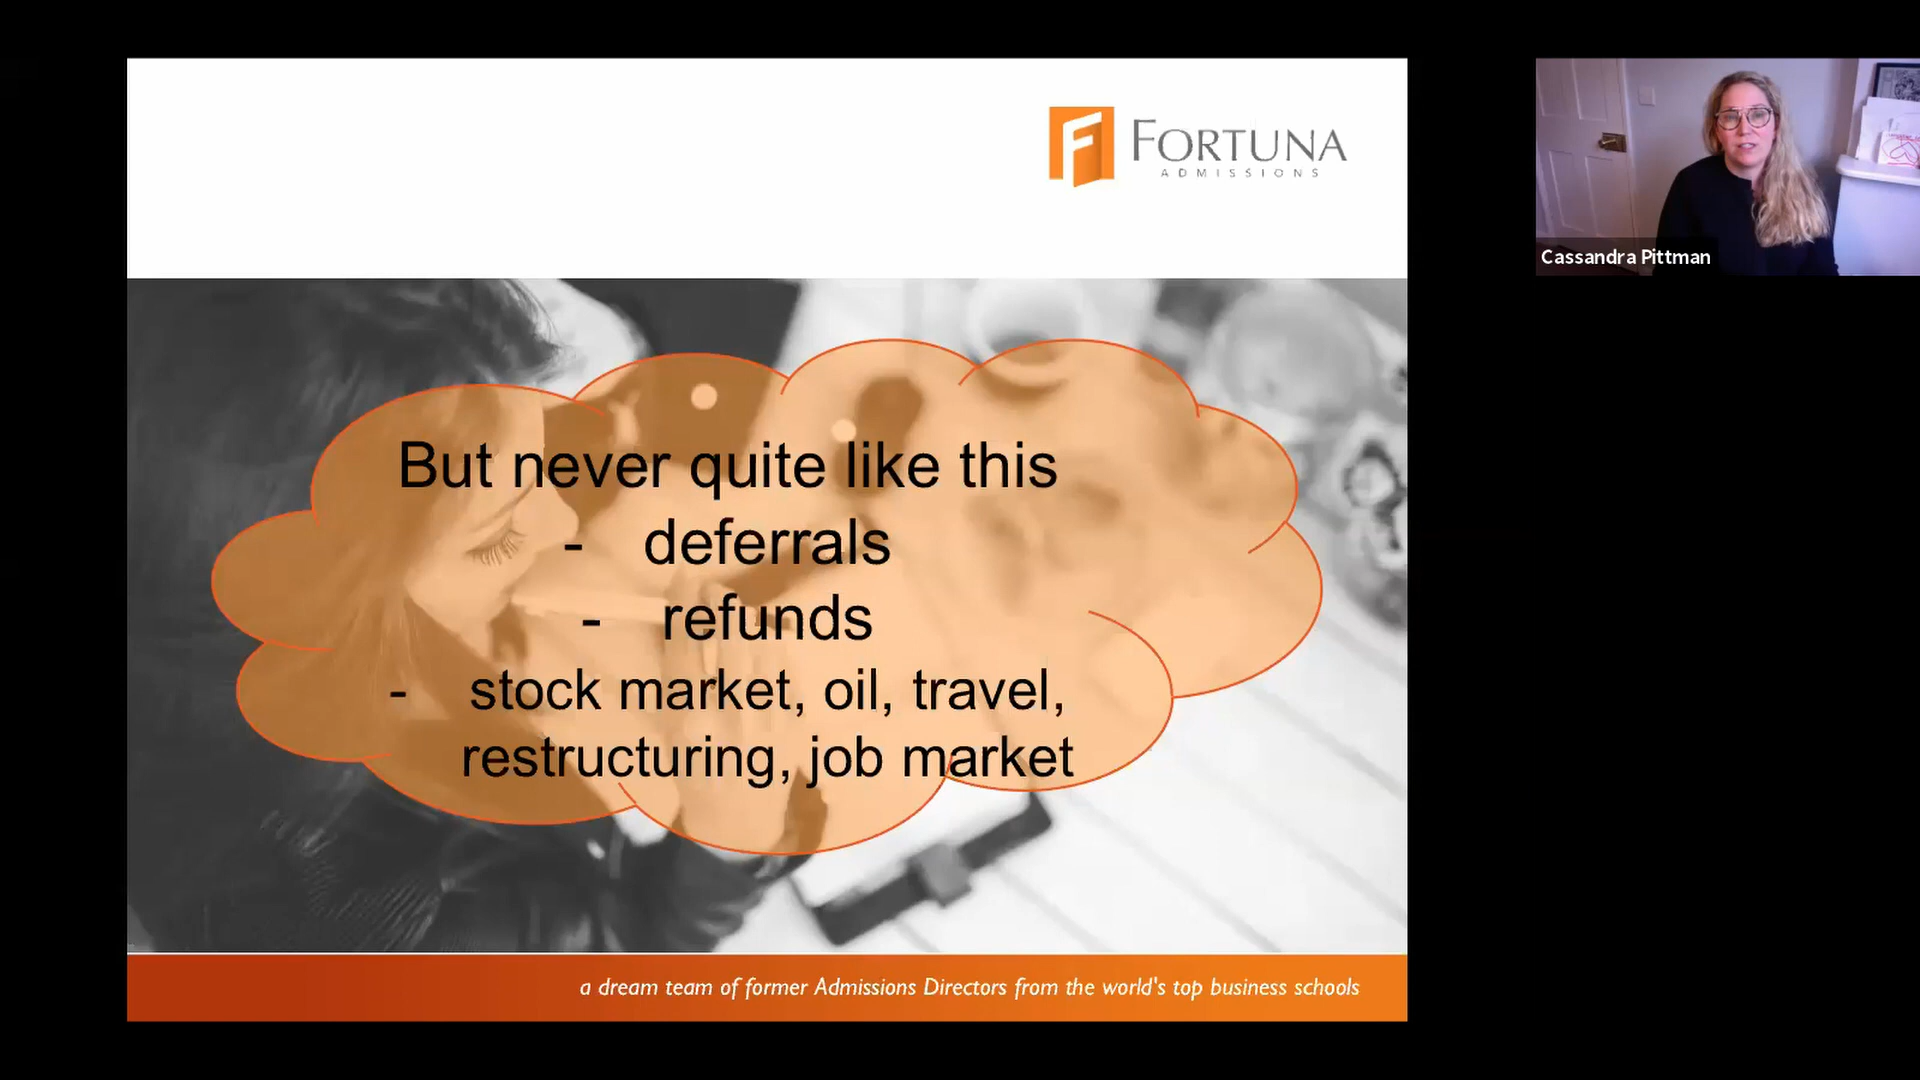 FORTUNA
ADMISSIONS
Cassandra Pittman
But never quite like this
- deferrals
- refunds
- stock market, oil, travel,
restructuring, job market
a dream team of former Admissions Directors from the world's top business schools